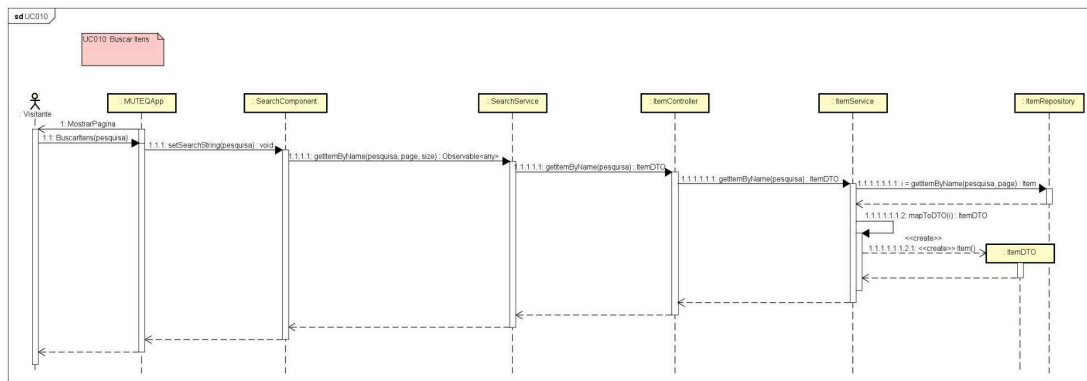 sd UC010
UC010: Buscar Itens
: Visitante
: MUTEQApp
: SearchComponent
: SearchService
: ItemController
: ItemService
: ItemRepository
1: MostrarPagina
1.1: BuscarItens(pesquisa)
1.1.1: setSearchString(pesquisa) : void
1.1.1.1: getItemByName(pesquisa, page, size) : Observable<any>
1.1.1.1.1: getItemByName(pesquisa) : ItemDTO
1.1.1.1.1.1: getItemByName(pesquisa) : ItemDTO
1.1.1.1.1.1.1: i = getItemByName(pesquisa, page) : Item
1.1.1.1.1.1.2: mapToDTO(i) : ItemDTO
<<create>>
1.1.1.1.1.1.2.1: <<create>> Item()
: ItemDTO